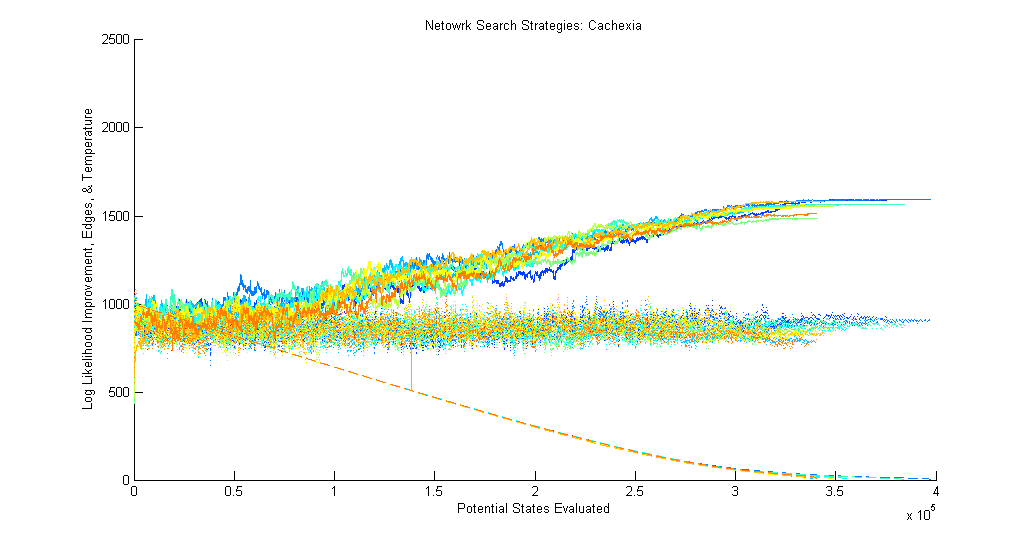 Netowrk Search Strategies: Cachexia
Log Likelihood Improvement, Edges, & Temperature
2500
2000
1500
1000
500
0
0 0.5 1 1.5 2 2.5 3 3.5 4
Potential States Evaluated
x 10^5